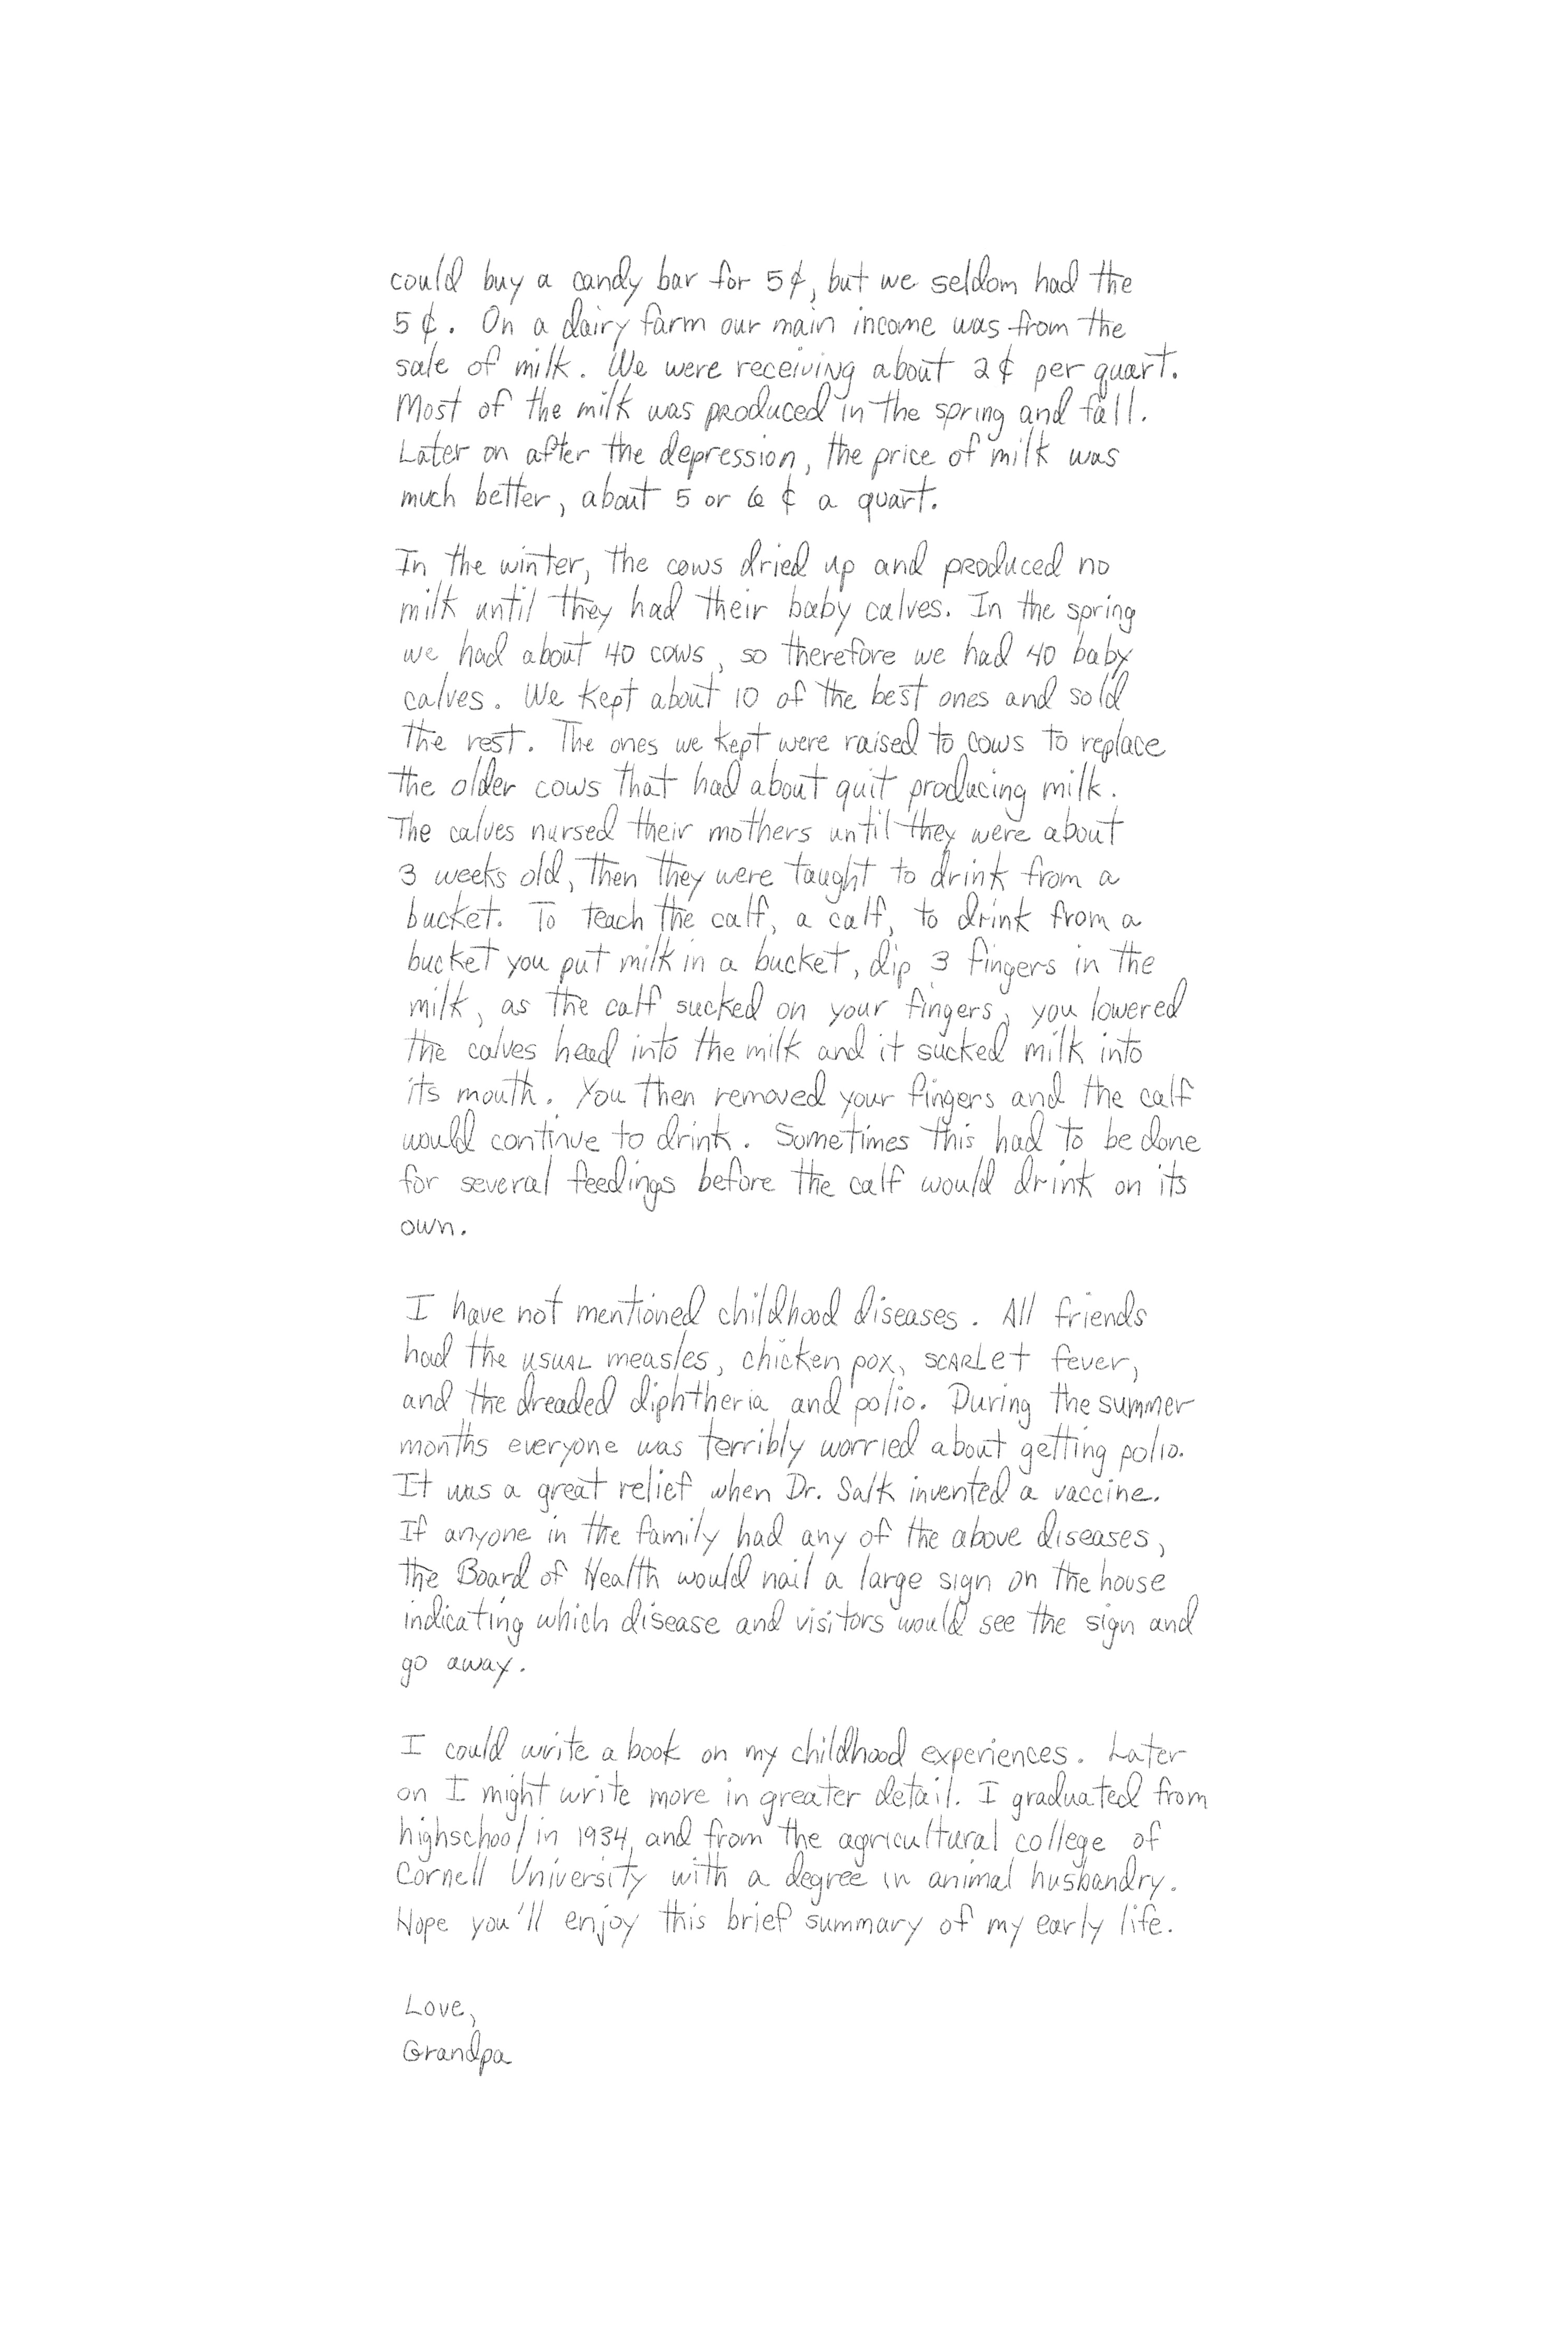 could buy a candy bar for 5¢, but we seldom had the
5¢. On a dairy farm our main income was from the
sale of milk. We were receiving about 2¢ per quart.
Most of the milk was produced in the spring and fall.
Later on after the depression, the price of milk was
much better, about 5 or 6 ¢ a quart.
In the winter, the cows dried up and produced no
milk until they had their baby calves. In the spring
we had about 40 cows, so therefore we had 40 baby
calves. We kept about 10 of the best ones and sold
the rest. The ones we kept were raised to cows to replace
the older cows that had about quit producing milk.
The calves nursed their mothers until they were about
3 weeks old, then they were taught to drink from a
bucket. To teach the calf, a calf, to drink from a
bucket you put milk in a bucket, dip 3 fingers in the
milk, as the calf sucked on your fingers, you lowered
the calves head into the milk and it sucked milk into
its mouth. You then removed your fingers and the calf
would continue to drink. Sometimes this had to be done
for several feedings before the calf would drink on its
own.
I have not mentioned childhood diseases. All friends
had the usual measles, chicken pox, scarlet fever,
and the dreaded diphtheria and polio. During the summer
months everyone was terribly worried about getting polio.
It was a great relief when Dr. Salk invented a vaccine.
If anyone in the family had any of the above diseases,
the Board of Health would nail a large sign on the house
indicating which disease and visitors would see the sign and
go away.
I could write a book on my childhood experiences. Later
on I might write more in greater detail. I graduated from
highschool in 1934, and from the agricultural college of
Cornell University with a degree in animal husbandry.
Hope you'll enjoy this brief summary of my early life.
Love,
Grandpa